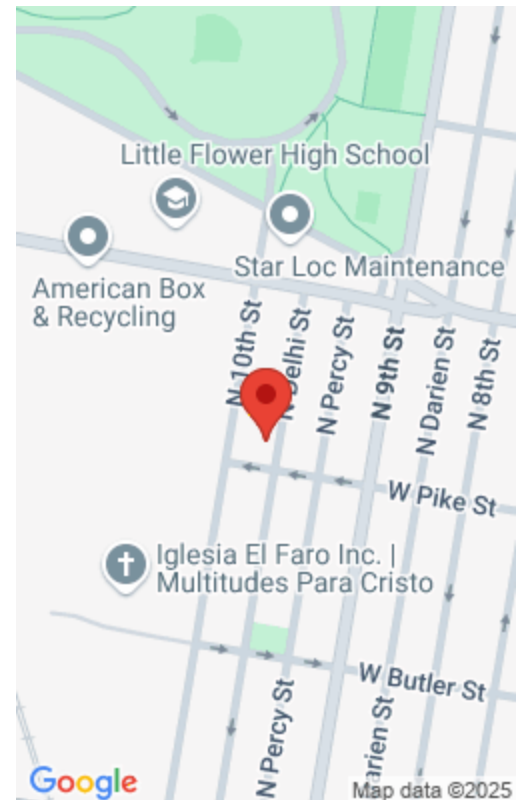 Little Flower High School
Star Loc Maintenance
American Box
& Recycling
N 10th St
N Delhi St
N Percy St
N 9th St
N Darien St
N 8th St
W Pike St
Iglesia El Faro Inc. |
Multitudes Para Cristo
W Butler St
N Percy St
arien St
Google
Map data ©2025